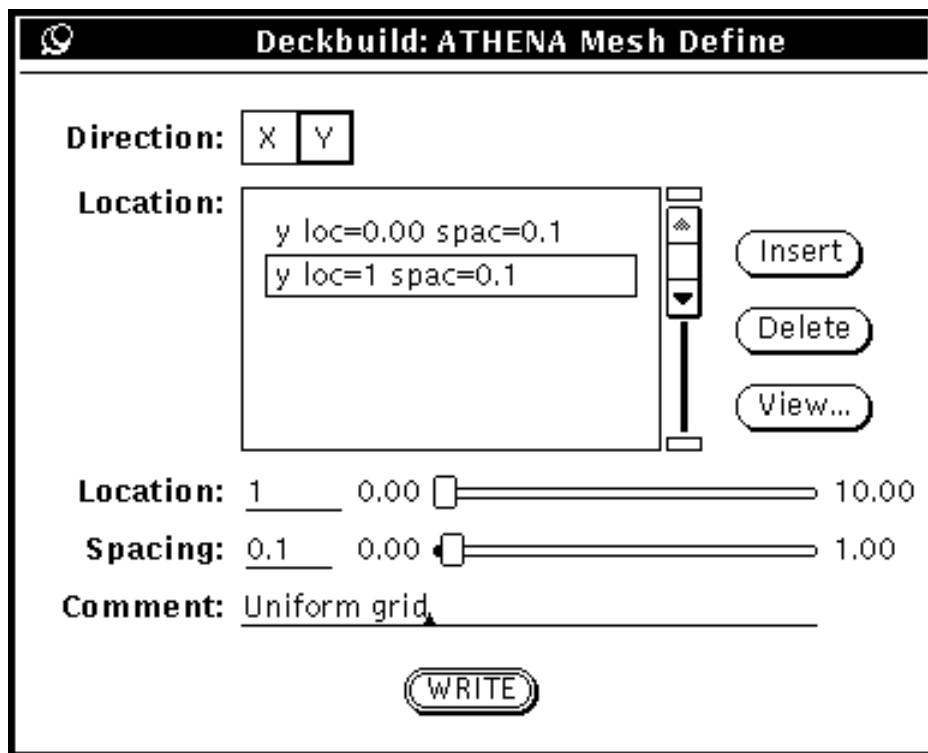 Deckbuild: ATHENA Mesh Define
Direction: X Y
Location:
y loc=0.00 spac=0.1
y loc=1 spac=0.1
Insert
Delete
View...
Location: 1 0.00 10.00
Spacing: 0.1 0.00 1.00
Comment: Uniform grid
WRITE